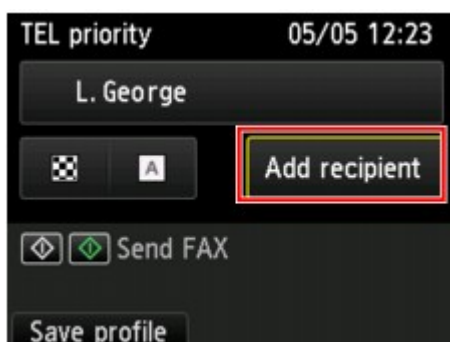 TEL priority 05/05 12:23
L. George
A Add recipient
Send FAX
Save profile